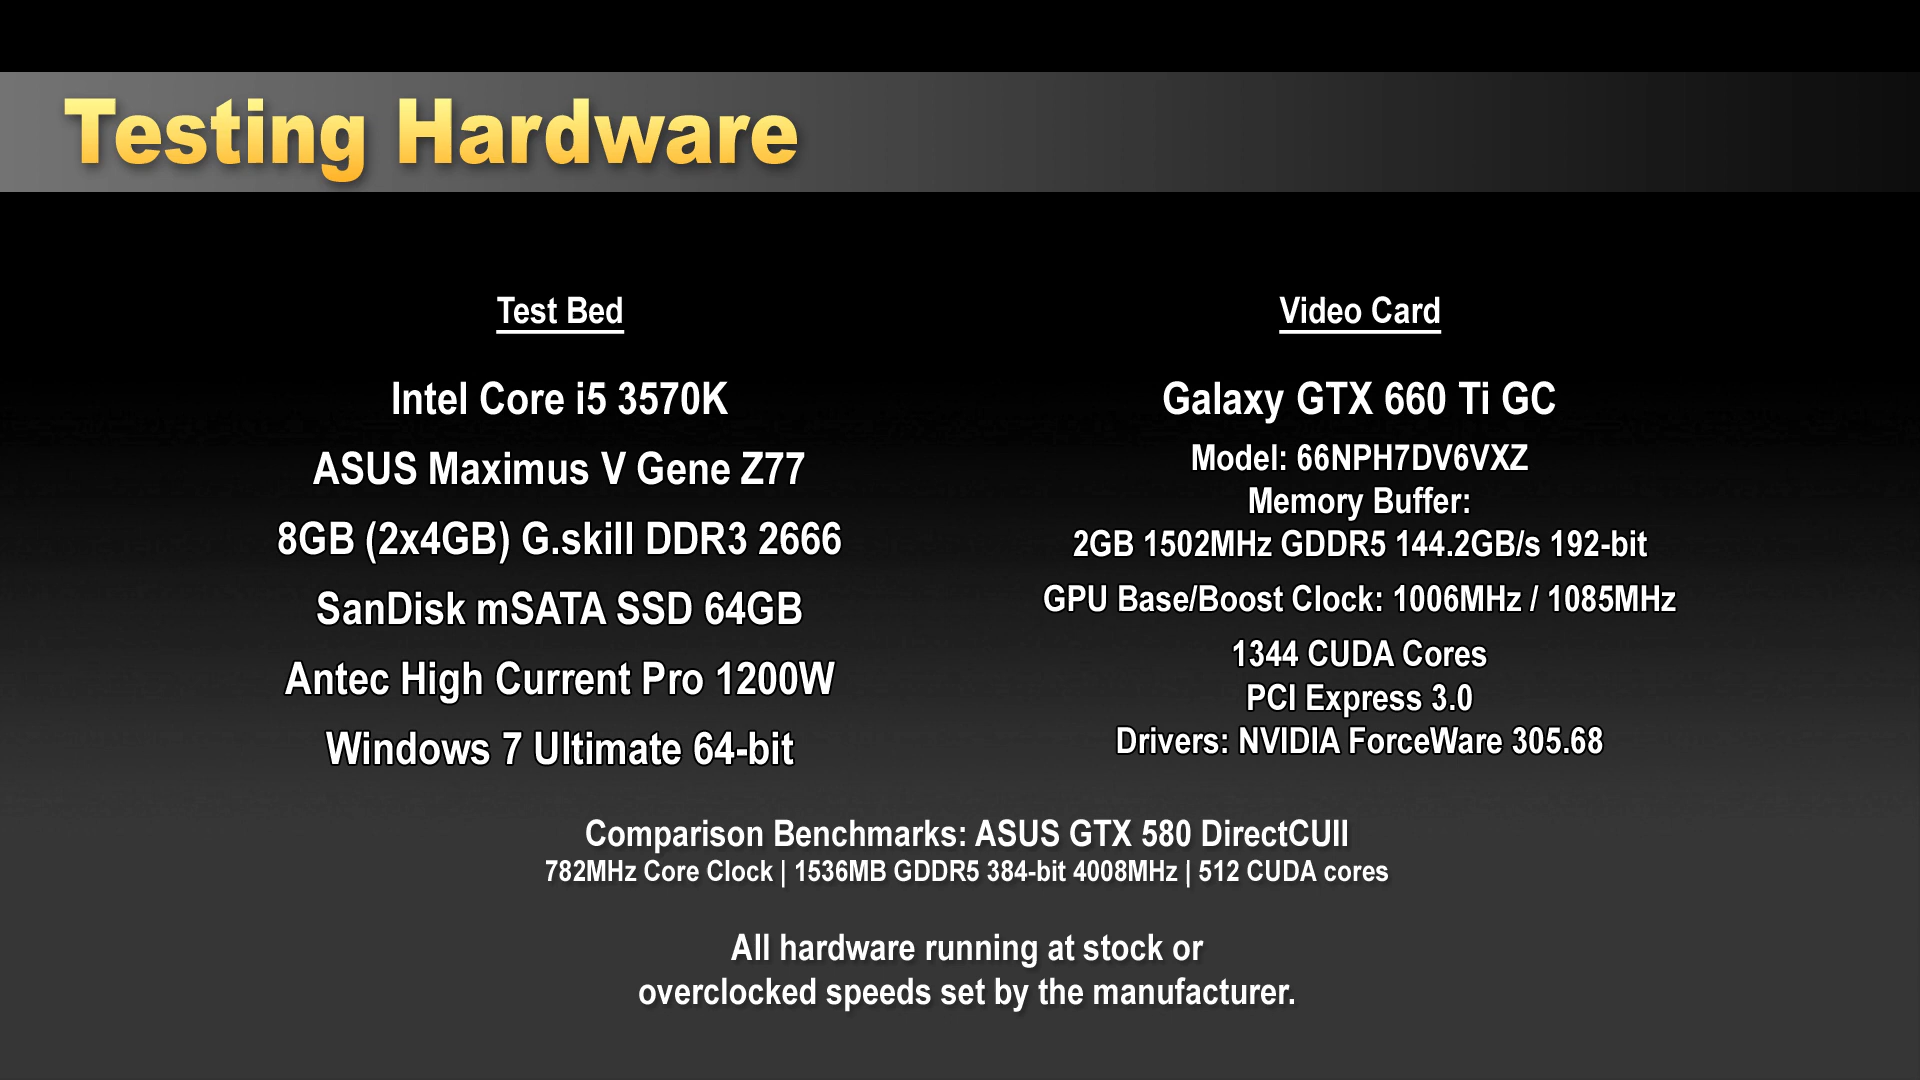 Testing Hardware
Test Bed
Intel Core i5 3570K
ASUS Maximus V Gene Z77
8GB (2x4GB) G.skill DDR3 2666
SanDisk mSATA SSD 64GB
Antec High Current Pro 1200W
Windows 7 Ultimate 64-bit
Video Card
Galaxy GTX 660 Ti GC
Model: 66NPH7DV6VXZ
Memory Buffer:
2GB 1502MHz GDDR5 144.2GB/s 192-bit
GPU Base/Boost Clock: 1006MHz / 1085MHz
1344 CUDA Cores
PCI Express 3.0
Drivers: NVIDIA ForceWare 305.68
Comparison Benchmarks: ASUS GTX 580 DirectCUII
782MHz Core Clock | 1536MB GDDR5 384-bit 4008MHz | 512 CUDA cores
All hardware running at stock or
overclocked speeds set by the manufacturer.